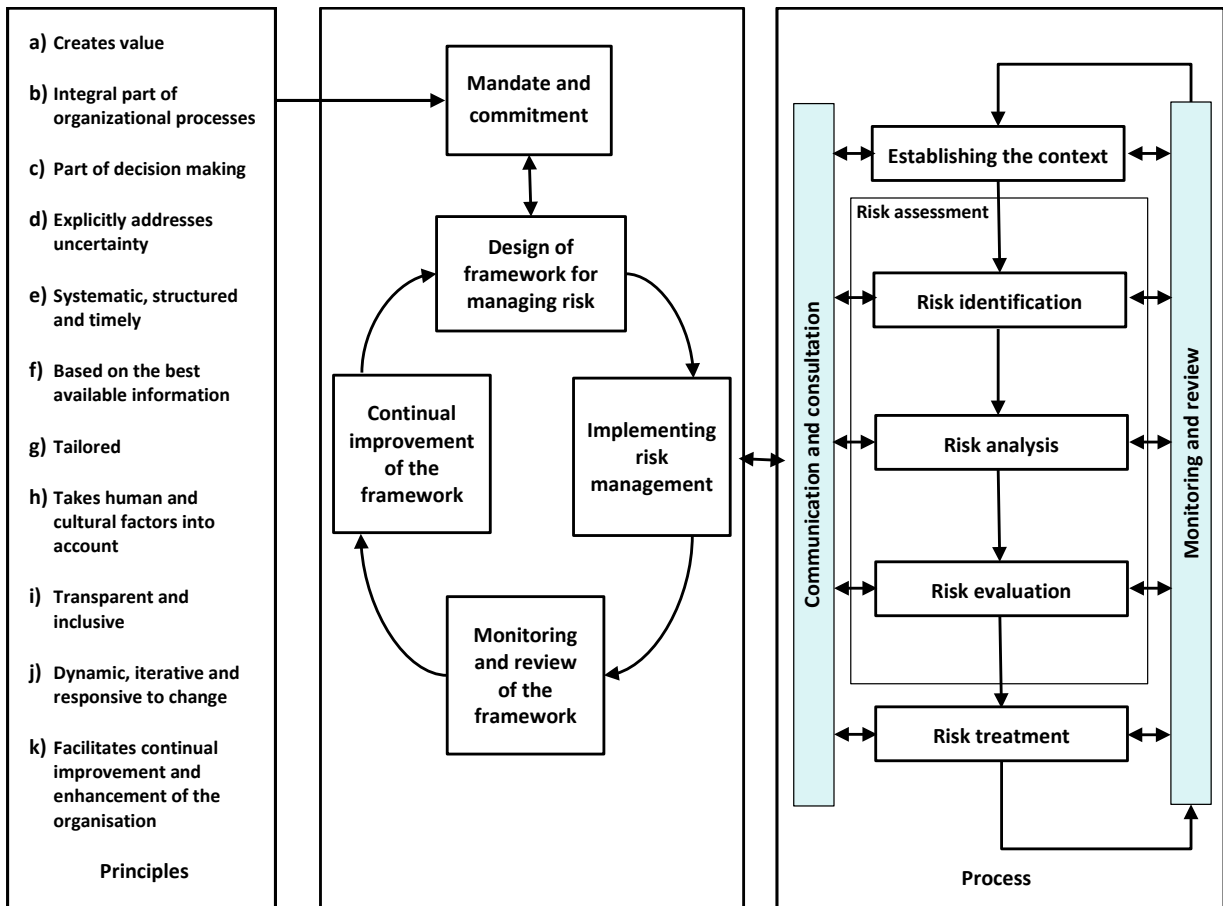 a) Creates value
b) Integral part of
organizational processes
c) Part of decision making
d) Explicitly addresses
uncertainty
e) Systematic, structured
and timely
f) Based on the best
available information
g) Tailored
h) Takes human and
cultural factors into
account
i) Transparent and
inclusive
j) Dynamic, iterative and
responsive to change
k) Facilitates continual
improvement and
enhancement of the
organisation
Principles
Mandate and
commitment
Design of
framework for
managing risk
Continual
improvement
of the
framework
Implementing
risk
management
Monitoring
and review
of the
framework
Communication and consultation
Establishing the context
Risk assessment
Risk identification
Risk analysis
Risk evaluation
Risk treatment
Monitoring and review
Process